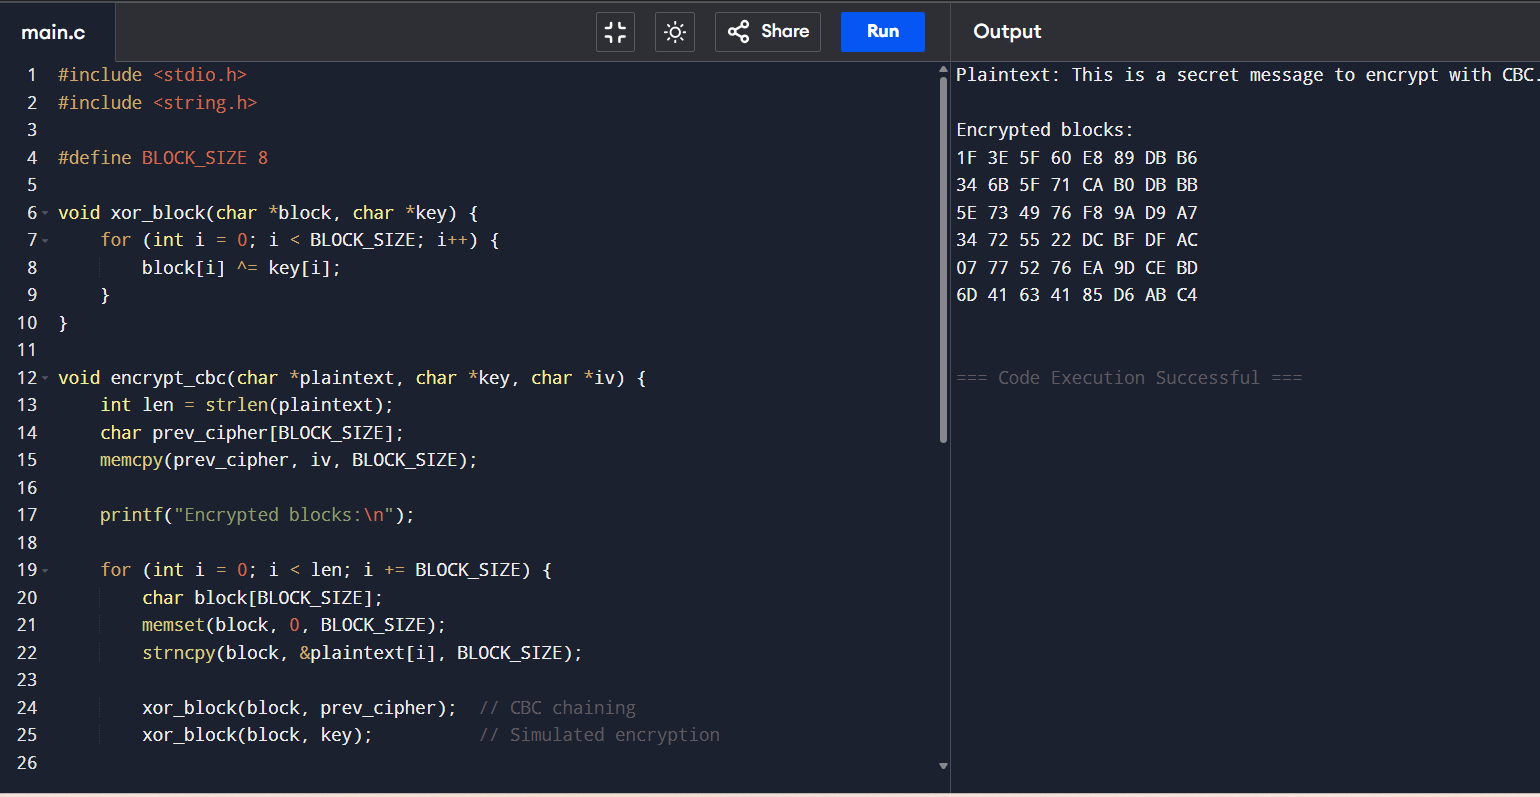 main.c
Share
Run
Output
1 #include <stdio.h>
2 #include <string.h>
3
4 #define BLOCK_SIZE 8
5
6 void xor_block(char *block, char *key) {
7     for (int i = 0; i < BLOCK_SIZE; i++) {
8         block[i] ^= key[i];
9     }
10 }
11
12 void encrypt_cbc(char *plaintext, char *key, char *iv) {
13     int len = strlen(plaintext);
14     char prev_cipher[BLOCK_SIZE];
15     memcpy(prev_cipher, iv, BLOCK_SIZE);
16
17     printf("Encrypted blocks:\n");
18
19     for (int i = 0; i < len; i += BLOCK_SIZE) {
20         char block[BLOCK_SIZE];
21         memset(block, 0, BLOCK_SIZE);
22         strncpy(block, &plaintext[i], BLOCK_SIZE);
23
24         xor_block(block, prev_cipher);  // CBC chaining
25         xor_block(block, key);          // Simulated encryption
26
Plaintext: This is a secret message to encrypt with CBC.
Encrypted blocks:
1F 3E 5F 60 E8 89 DB B6
34 6B 5F 71 CA B0 DB BB
5E 73 49 76 F8 9A D9 A7
34 72 55 22 DC BF DF AC
07 77 52 76 EA 9D CE BD
6D 41 63 41 85 D6 AB C4
=== Code Execution Successful ===